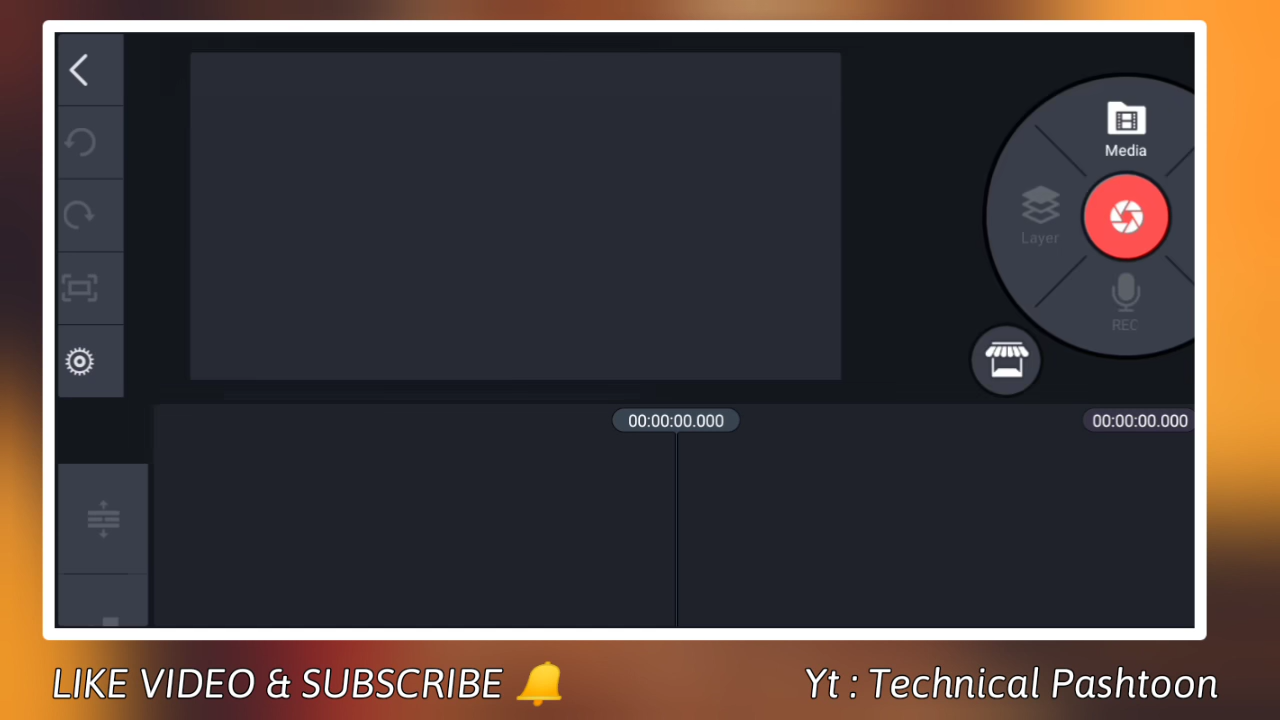 Media
Layer
REC
00:00:00.000
00:00:00.000
LIKE VIDEO & SUBSCRIBE 🔔
Yt : Technical Pashtoon